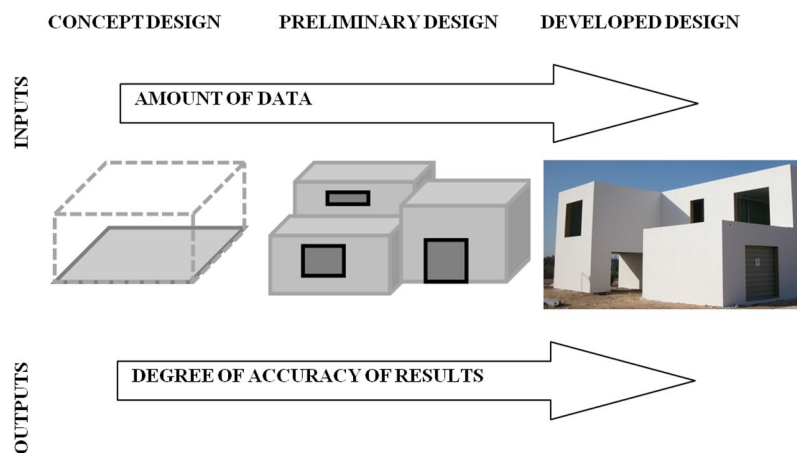 CONCEPT DESIGN
PRELIMINARY DESIGN
DEVELOPED DESIGN
INPUTS
AMOUNT OF DATA
OUTPUTS
DEGREE OF ACCURACY OF RESULTS